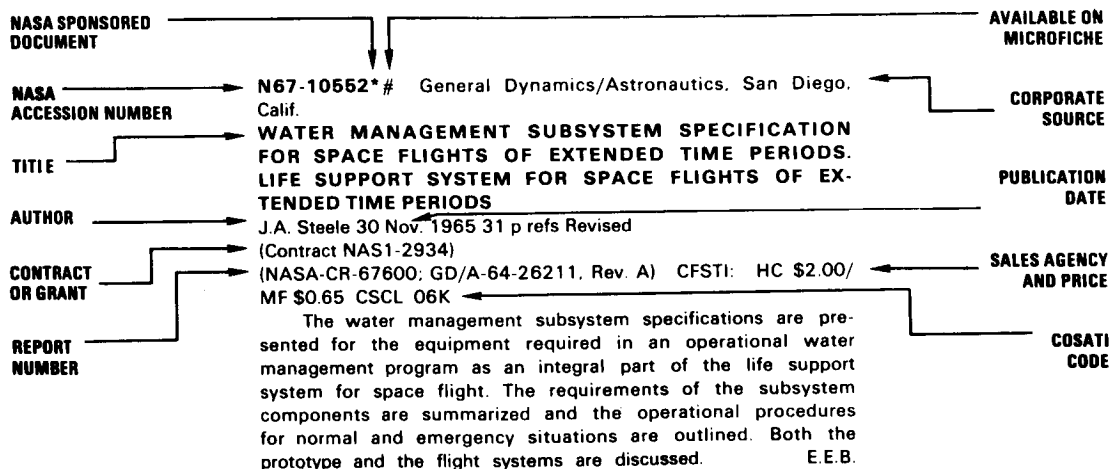 NASA SPONSORED
DOCUMENT
AVAILABLE ON
MICROFICHE
NASA
ACCESSION NUMBER
N67-10552*# General Dynamics/Astronautics, San Diego,
Calif.
CORPORATE
SOURCE
TITLE
WATER MANAGEMENT SUBSYSTEM SPECIFICATION
FOR SPACE FLIGHTS OF EXTENDED TIME PERIODS.
LIFE SUPPORT SYSTEM FOR SPACE FLIGHTS OF EX-
TENDED TIME PERIODS
PUBLICATION
DATE
AUTHOR
J.A. Steele 30 Nov. 1965 31 p refs Revised
CONTRACT
OR GRANT
(Contract NAS1-2934)
(NASA-CR-67600; GD/A-64-26211, Rev. A) CFSTI: HC $2.00/
MF $0.65 CSCL 06K
SALES AGENCY
AND PRICE
REPORT
NUMBER
COSATI
CODE
The water management subsystem specifications are pre-
sented for the equipment required in an operational water
management program as an integral part of the life support
system for space flight. The requirements of the subsystem
components are summarized and the operational procedures
for normal and emergency situations are outlined. Both the
prototype and the flight systems are discussed. E.E.B.